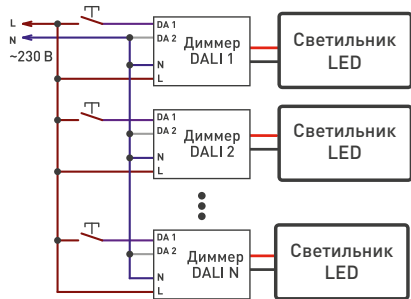 L
N
~230 В
DA 1
DA 2
N
L
Диммер
DALI 1
Светильник
LED
DA 1
DA 2
N
L
Диммер
DALI 2
Светильник
LED
DA 1
DA 2
N
L
Диммер
DALI N
Светильник
LED